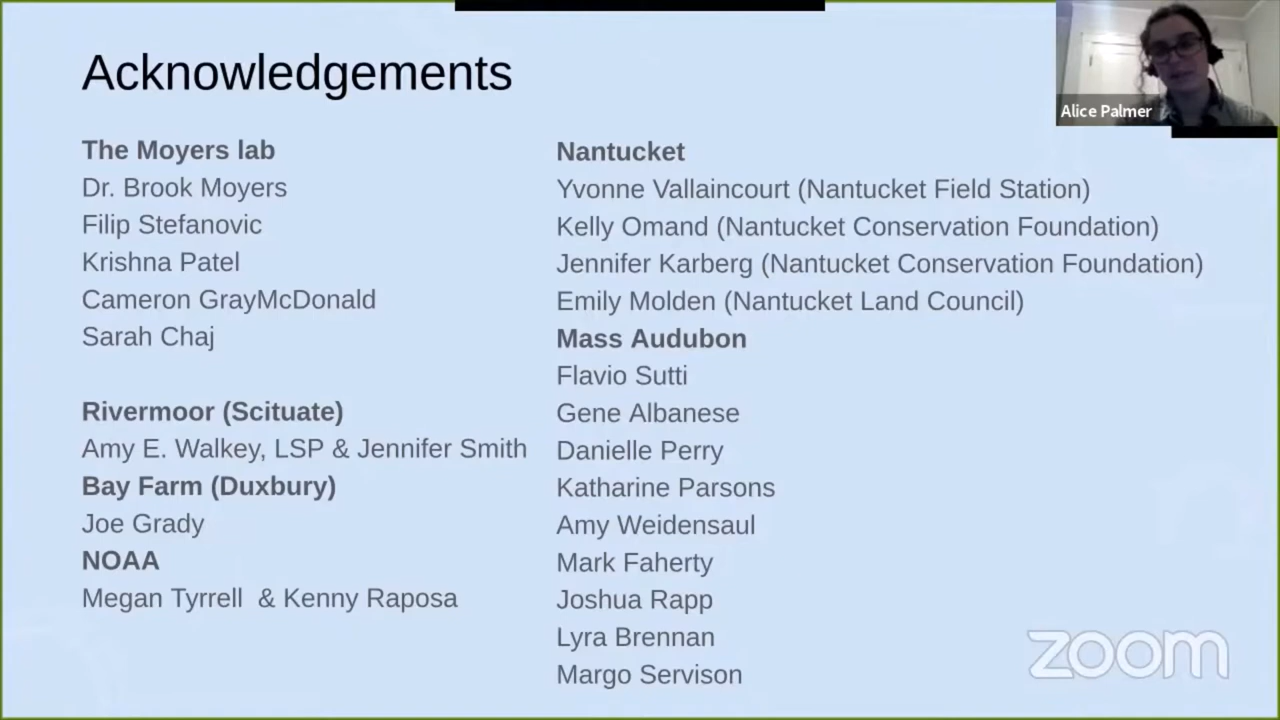 Acknowledgements
Alice Palmer
The Moyers lab
Dr. Brook Moyers
Filip Stefanovic
Krishna Patel
Cameron GrayMcDonald
Sarah Chaj
Rivermoor (Scituate)
Amy E. Walkey, LSP & Jennifer Smith
Bay Farm (Duxbury)
Joe Grady
NOAA
Megan Tyrrell  & Kenny Raposa
Nantucket
Yvonne Vallaincourt (Nantucket Field Station)
Kelly Omand (Nantucket Conservation Foundation)
Jennifer Karberg (Nantucket Conservation Foundation)
Emily Molden (Nantucket Land Council)
Mass Audubon
Flavio Sutti
Gene Albanese
Danielle Perry
Katharine Parsons
Amy Weidensaul
Mark Faherty
Joshua Rapp
Lyra Brennan
Margo Servison
zoom